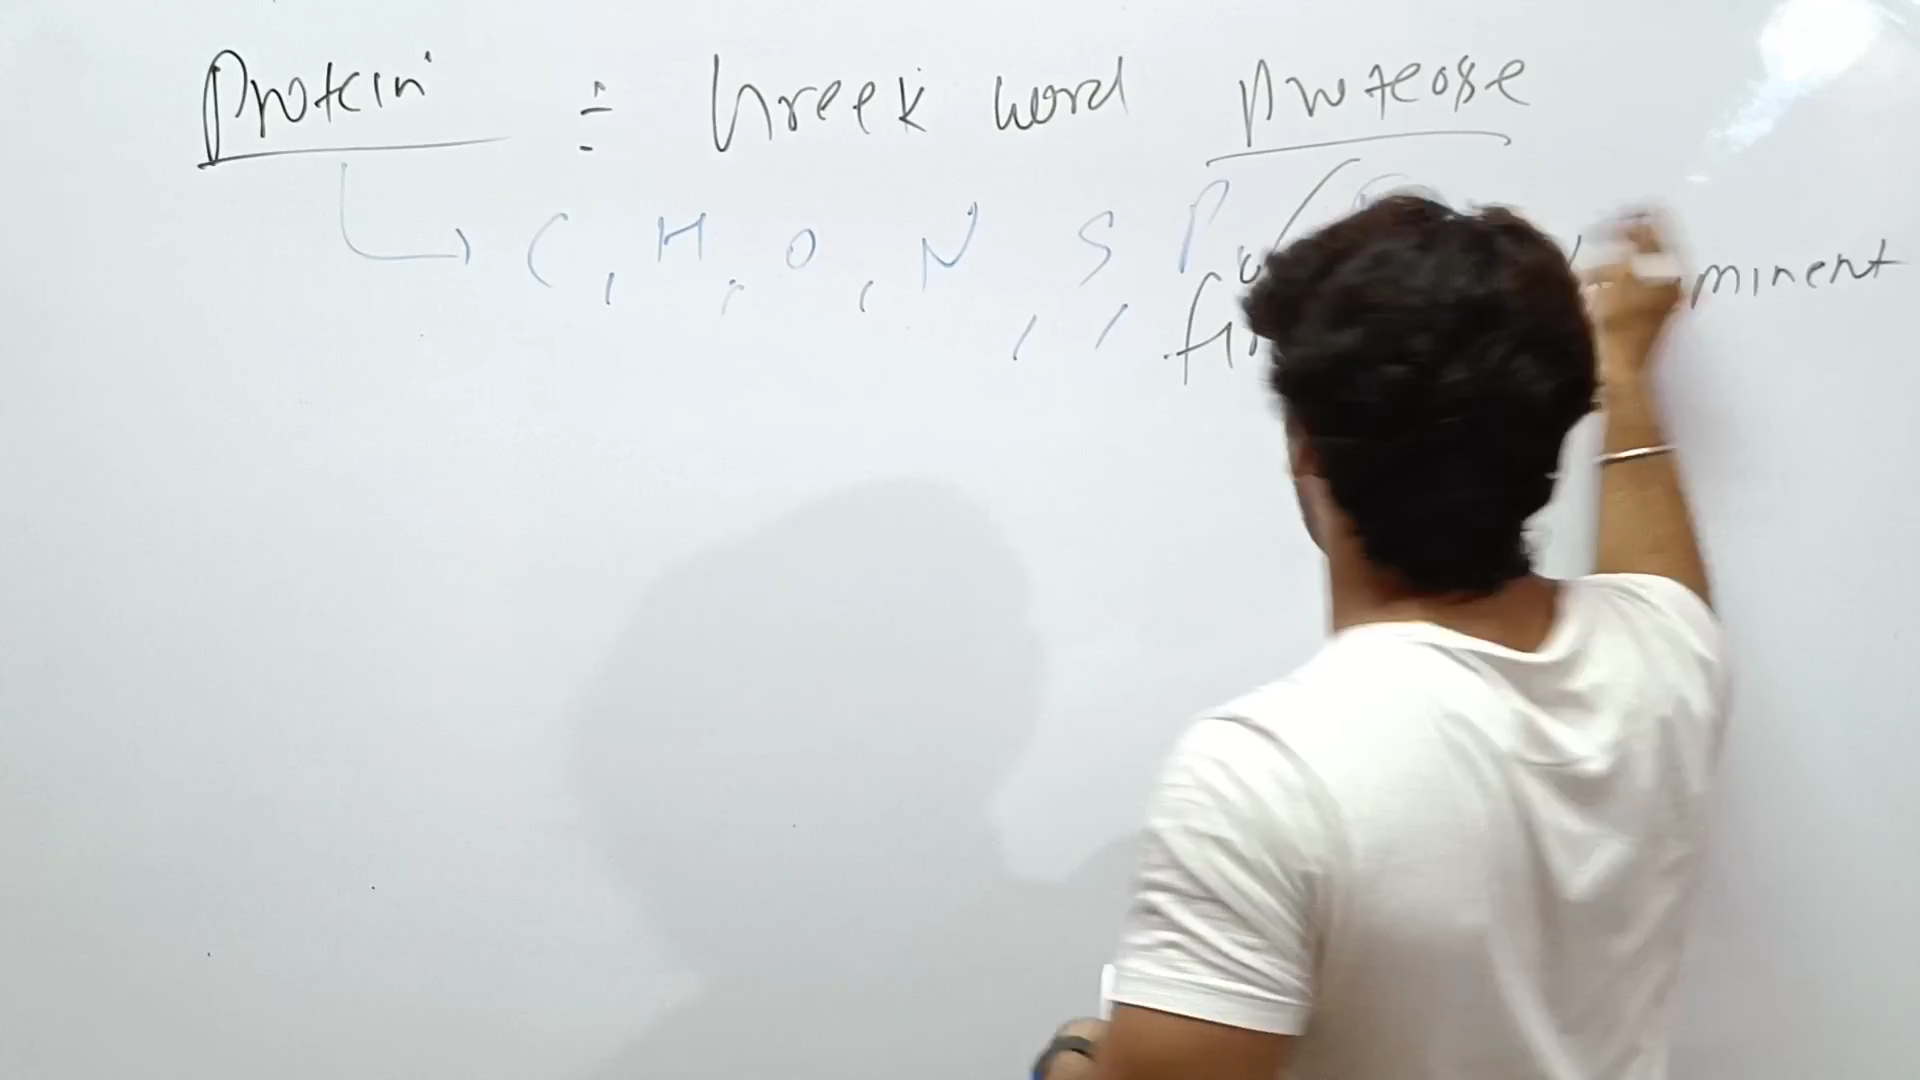 Protein :- Greek word proteose
C, H, O, N, S, P
minent